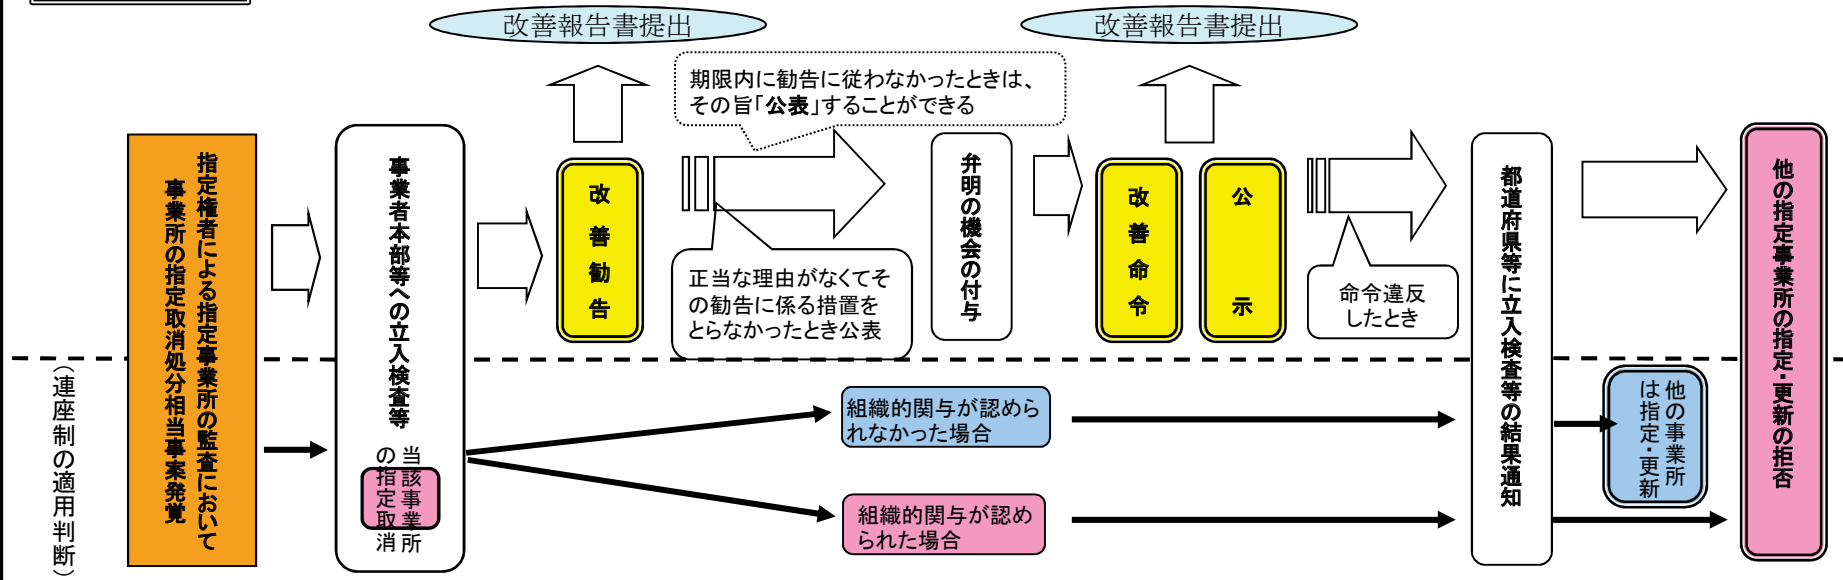 改善報告書提出
改善報告書提出
期限内に勧告に従わなかったときは、
その旨「公表」することができる
指定権者による指定事業所の監査において
事業所の指定取消処分相当事案発覚
事業者本部等への立入検査等
当該事業所
の指定取消
改善勧告
正当な理由がなくてそ
の勧告に係る措置を
とらなかったとき公表
弁明の機会の付与
改善命令
公示
命令違反
したとき
都道府県等に立入検査等の結果通知
他の指定事業所の指定・更新の拒否
（連座制の適用判断）
組織的関与が認めら
れなかった場合
組織的関与が認め
られた場合
他の事業所
は指定・更新